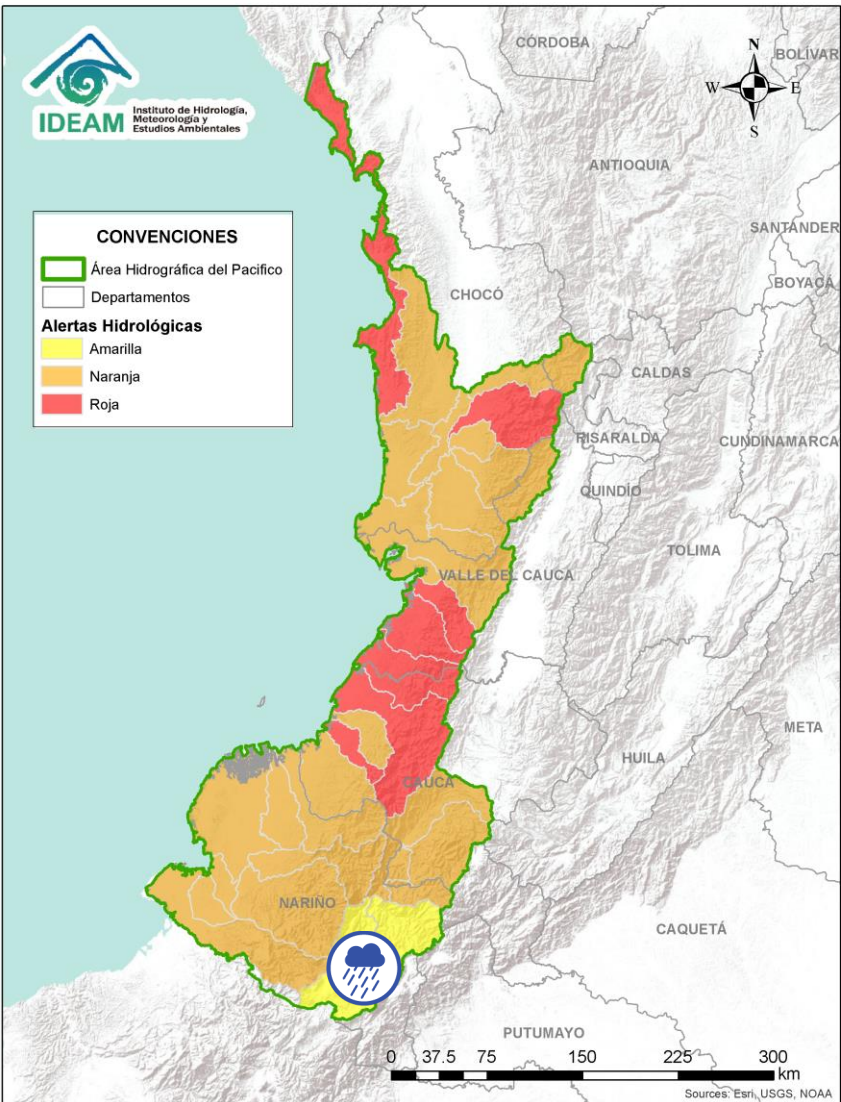 IDEAM
Instituto de Hidrología,
Meteorología y
Estudios Ambientales
N
W
E
S
CÓRDOBA
BOLIVAR
ANTIOQUIA
SANTANDER
BOYACÁ
CHOCÓ
CALDAS
RISARALDA
CUNDINAMARCA
QUINDÍO
TOLIMA
VALLE DEL CAUCA
META
HUILA
CAUCA
NARIÑO
CAQUETÁ
PUTUMAYO
CONVENCIONES
Área Hidrográfica del Pacifico
Departamentos
Alertas Hidrológicas
Amarilla
Naranja
Roja
0 37.5 75 150 225 300
km
Sources: Esri, USGS, NOAA